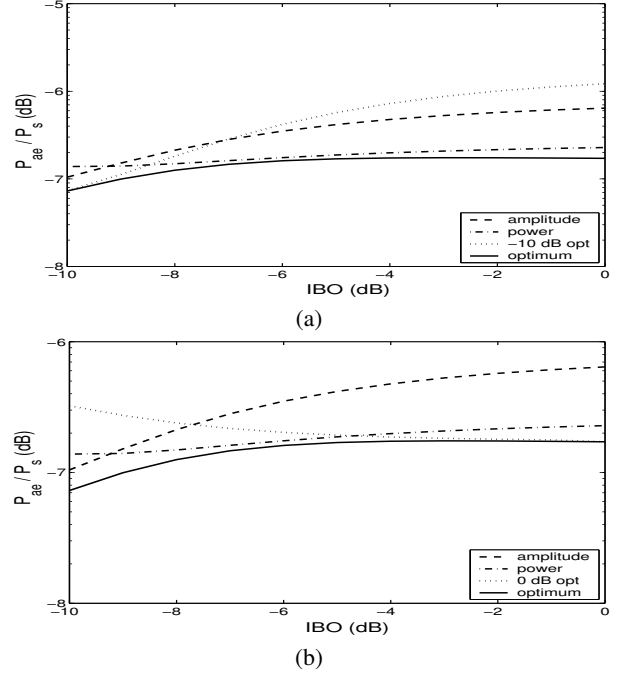 -5
-6
-7
-8
P_ae / P_s (dB)
-10
-8
-6
-4
-2
0
IBO (dB)
amplitude
power
-10 dB opt
optimum
(a)
-6
-7
-8
P_ae / P_s (dB)
-10
-8
-6
-4
-2
0
IBO (dB)
amplitude
power
0 dB opt
optimum
(b)